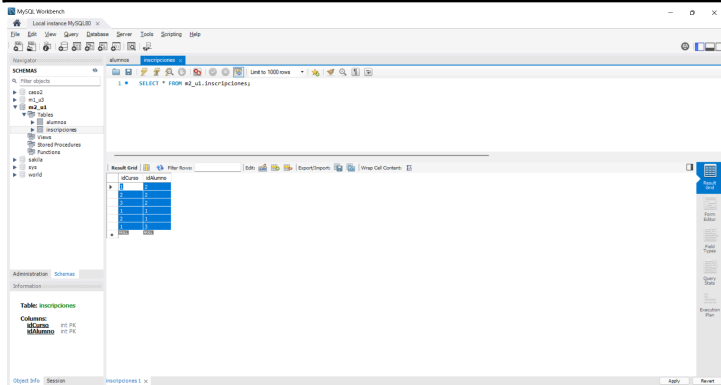 MySQL Workbench
Local instance MySQL80 ×
File Edit View Query Database Server Tools Scripting Help
Navigator
SCHEMAS
Filter objects
caso2
m1_u3
m2_u1
Tables
alumnos
inscripciones
Views
Stored Procedures
Functions
sakila
sys
world
Administration Schemas
Information
Table: inscripciones
Columns:
idCurso int PK
idAlumno int PK
Object Info Session
alumnos inscripciones ×
Limit to 1000 rows
1 SELECT * FROM m2_u1.inscripciones;
Result Grid Filter Rows: Edit: Export/Import: Wrap Cell Content:
idCurso idAlumno
1 2
2 2
3 2
1 1
2 1
1 3
NULL NULL
Result Grid
Form Editor
Field Types
Query Stats
Execution Plan
inscripciones 1 ×
Apply Revert